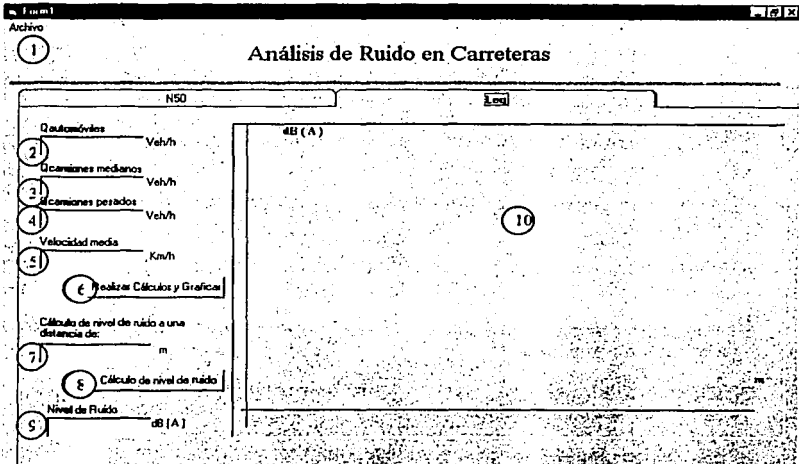 Form1
Archivo
1
Análisis de Ruido en Carreteras
N50
Leq
Qautomóviles
2
Veh/h
Qcamiones medianos
3
Veh/h
Qcamiones pesados
4
Veh/h
Velocidad media
5
Km/h
6
Realizar Cálculos y Graficar
Cálculo de nivel de ruido a una
distancia de:
7
m
8
Cálculo de nivel de ruido
Nivel de Ruido
9
dB (A)
dB (A)
10
m